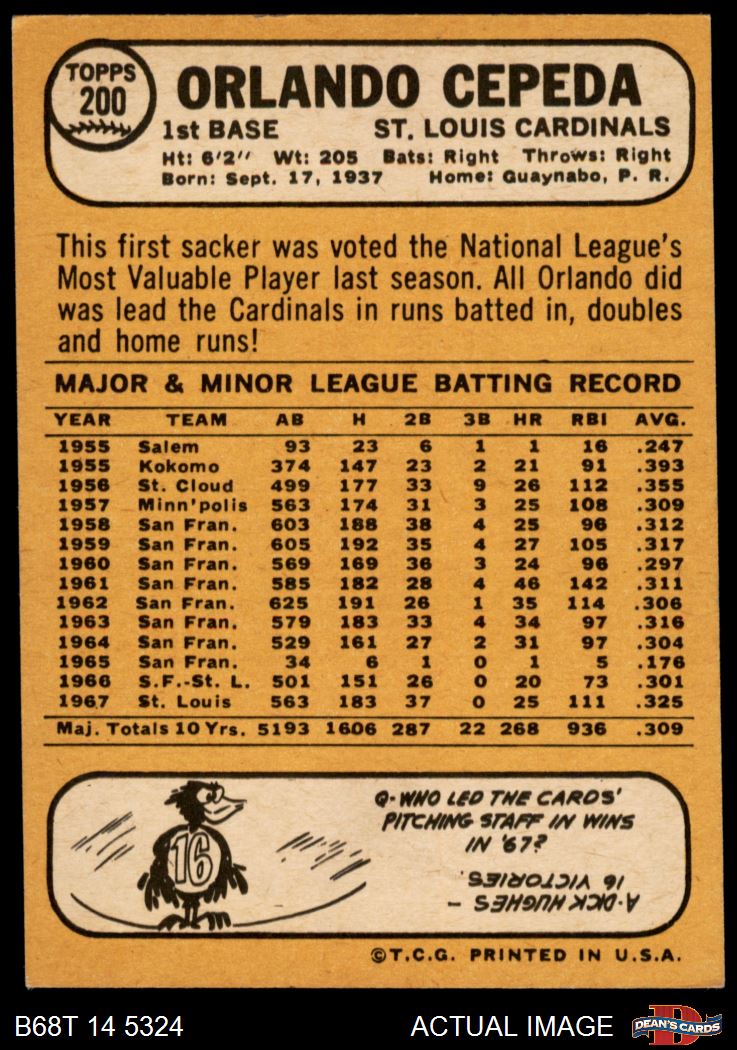 TOPPS
200
ORLANDO CEPEDA
1st BASE ST. LOUIS CARDINALS
Ht: 6'2" Wt: 205 Bats: Right Throws: Right
Born: Sept. 17, 1937 Home: Guaynabo, P. R.
This first sacker was voted the National League's
Most Valuable Player last season. All Orlando did
was lead the Cardinals in runs batted in, doubles
and home runs!
MAJOR & MINOR LEAGUE BATTING RECORD
YEAR TEAM AB H 2B 3B HR RBI AVG.
1955 Salem 93 23 6 1 1 16 .247
1955 Kokomo 374 147 23 2 21 91 .393
1956 St. Cloud 499 177 33 9 26 112 .355
1957 Minn'polis 563 174 31 3 25 108 .309
1958 San Fran. 603 188 38 4 25 96 .312
1959 San Fran. 605 192 35 4 27 105 .317
1960 San Fran. 569 169 36 3 24 96 .297
1961 San Fran. 585 182 28 4 46 142 .311
1962 San Fran. 625 191 26 1 35 114 .306
1963 San Fran. 579 183 33 4 34 97 .316
1964 San Fran. 529 161 27 2 31 97 .304
1965 San Fran. 34 6 1 0 1 5 .176
1966 S.F.-St. L. 501 151 26 0 20 73 .301
1967 St. Louis 563 183 37 0 25 111 .325
Maj. Totals 10 Yrs. 5193 1606 287 22 268 936 .309
16
Q-WHO LED THE CARDS'
PITCHING STAFF IN WINS
IN '67?
A-DICK HUGHES -
16 VICTORIES.
©T.C.G. PRINTED IN U.S.A.
B68T 14 5324 ACTUAL IMAGE
DEAN'S CARDS